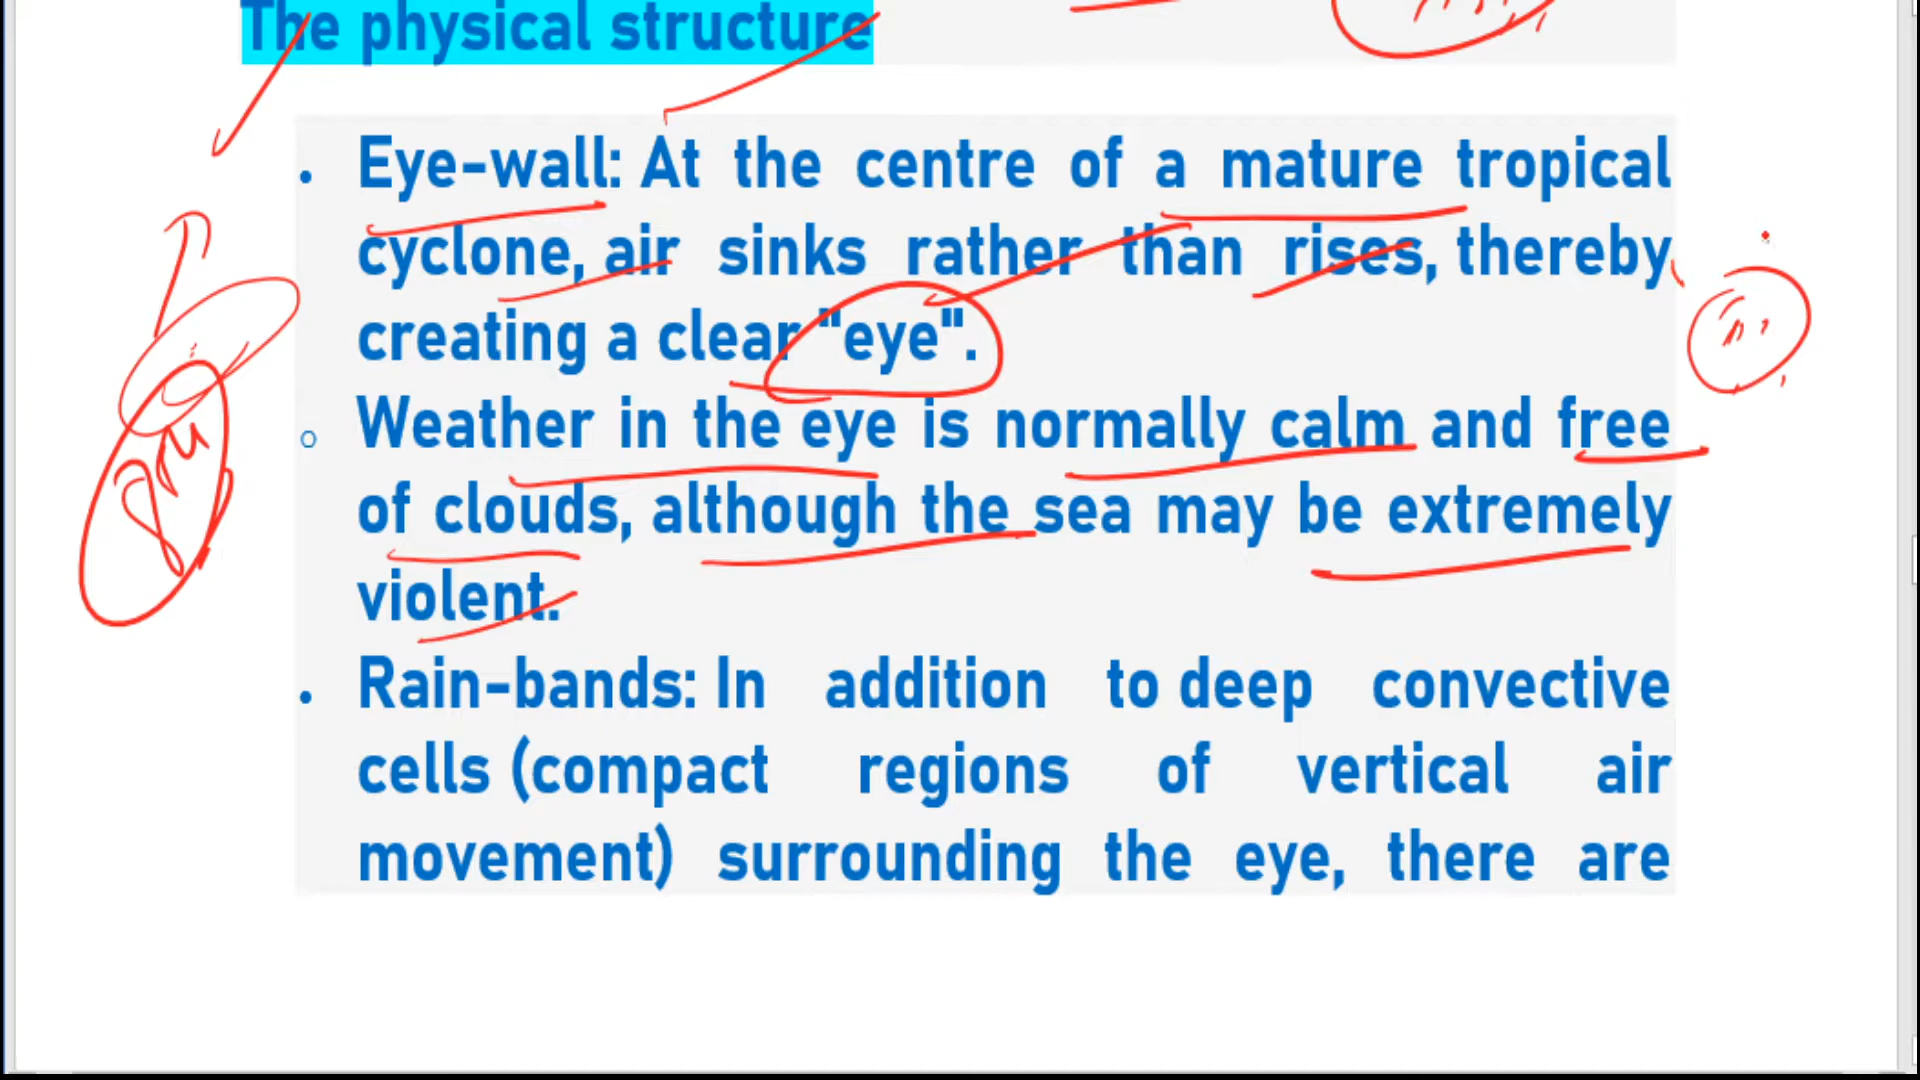 The physical structure
• Eye-wall: At the centre of a mature tropical
cyclone, air sinks rather than rises, thereby
creating a clear "eye".
○ Weather in the eye is normally calm and free
of clouds, although the sea may be extremely
violent.
• Rain-bands: In addition to deep convective
cells (compact regions of vertical air
movement) surrounding the eye, there are